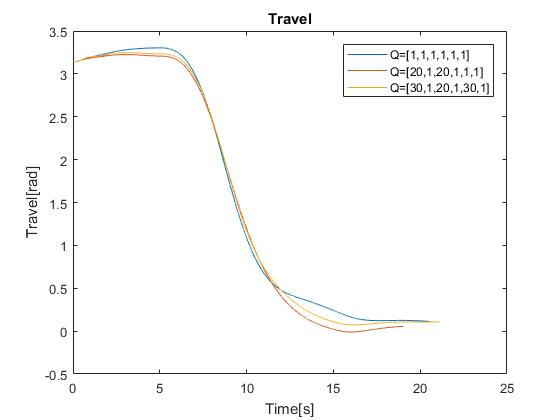 Travel
3.5
3
2.5
2
1.5
1
0.5
0
-0.5
Travel[rad]
Q=[1,1,1,1,1,1]
Q=[20,1,20,1,1,1]
Q=[30,1,20,1,30,1]
0 5 10 15 20 25
Time[s]